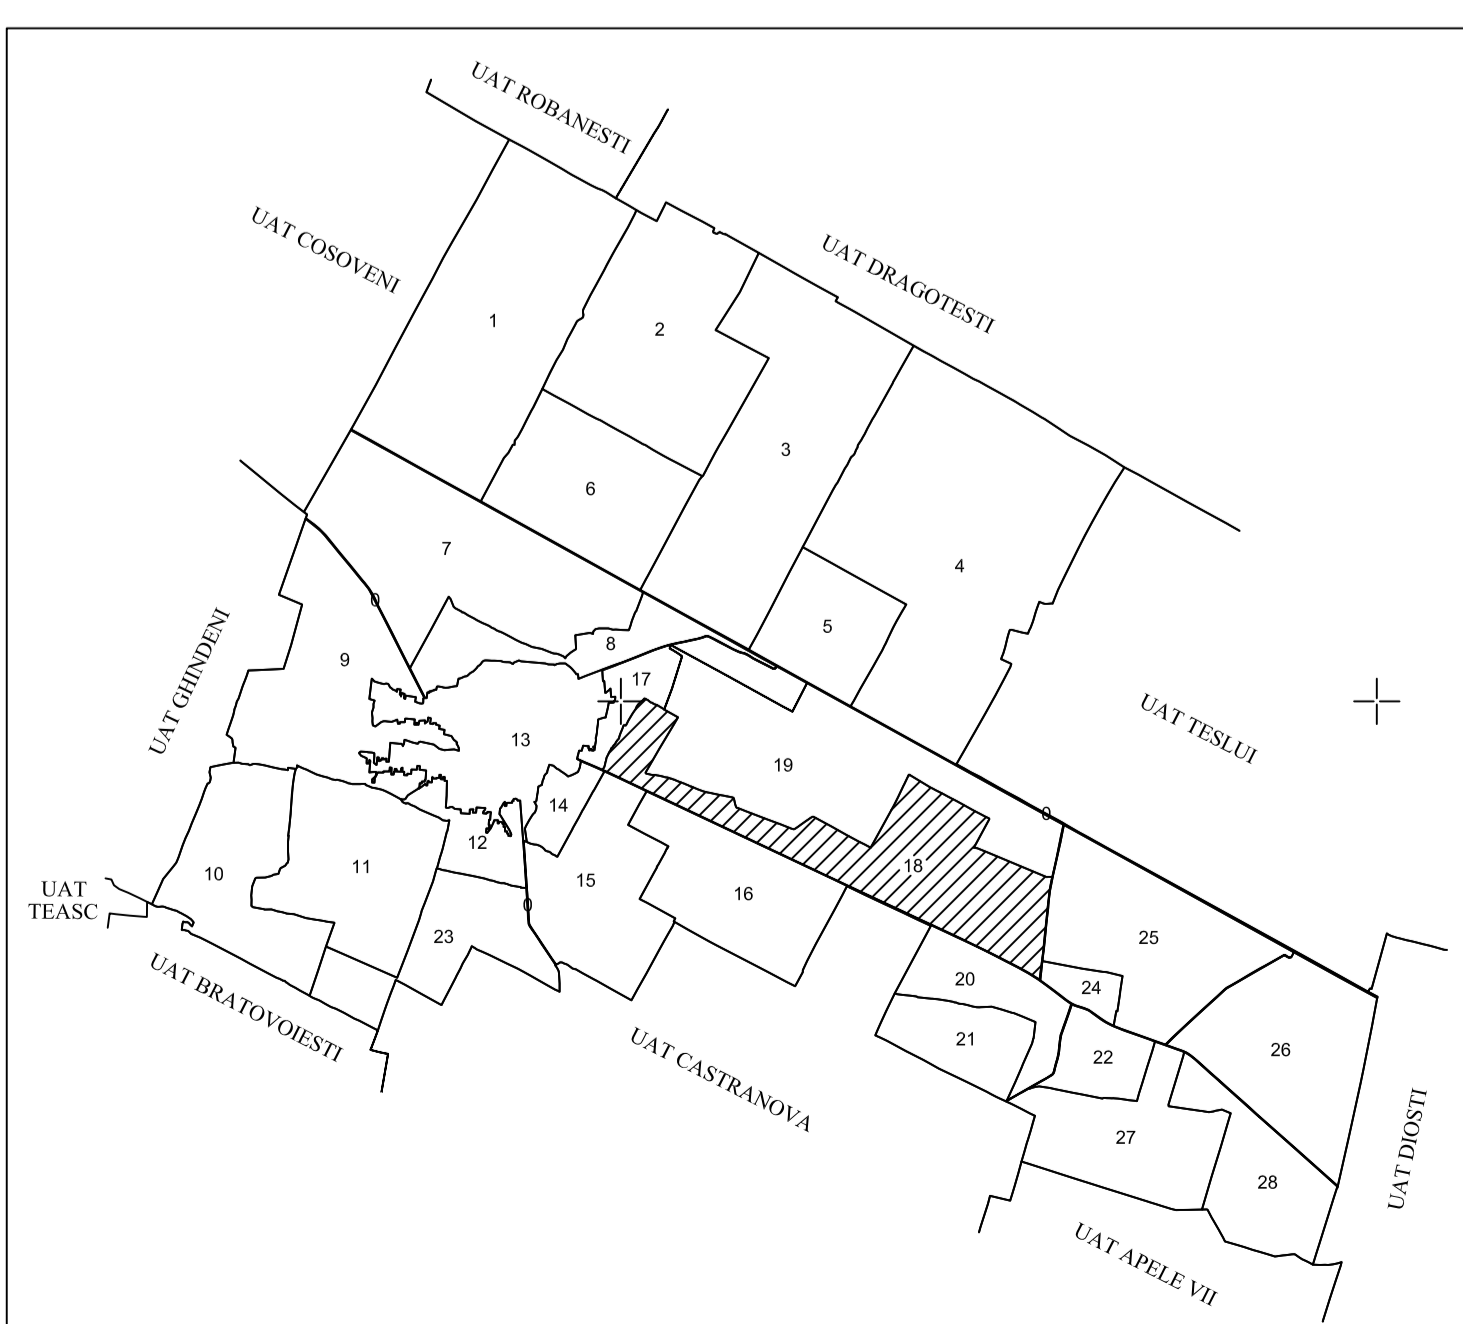 UAT ROBANESTI
UAT COSOVENI
UAT DRAGOTESTI
1
2
3
6
7
4
0
5
8
9
17
UAT GHINDENI
UAT TESLUI
13
19
14
0
12
18
10
11
15
16
UAT
TEASC
0
23
25
UAT BRATOVOIESTI
20
24
21
22
26
UAT CASTRANOVA
27
28
UAT DIOSTI
UAT APELE VII